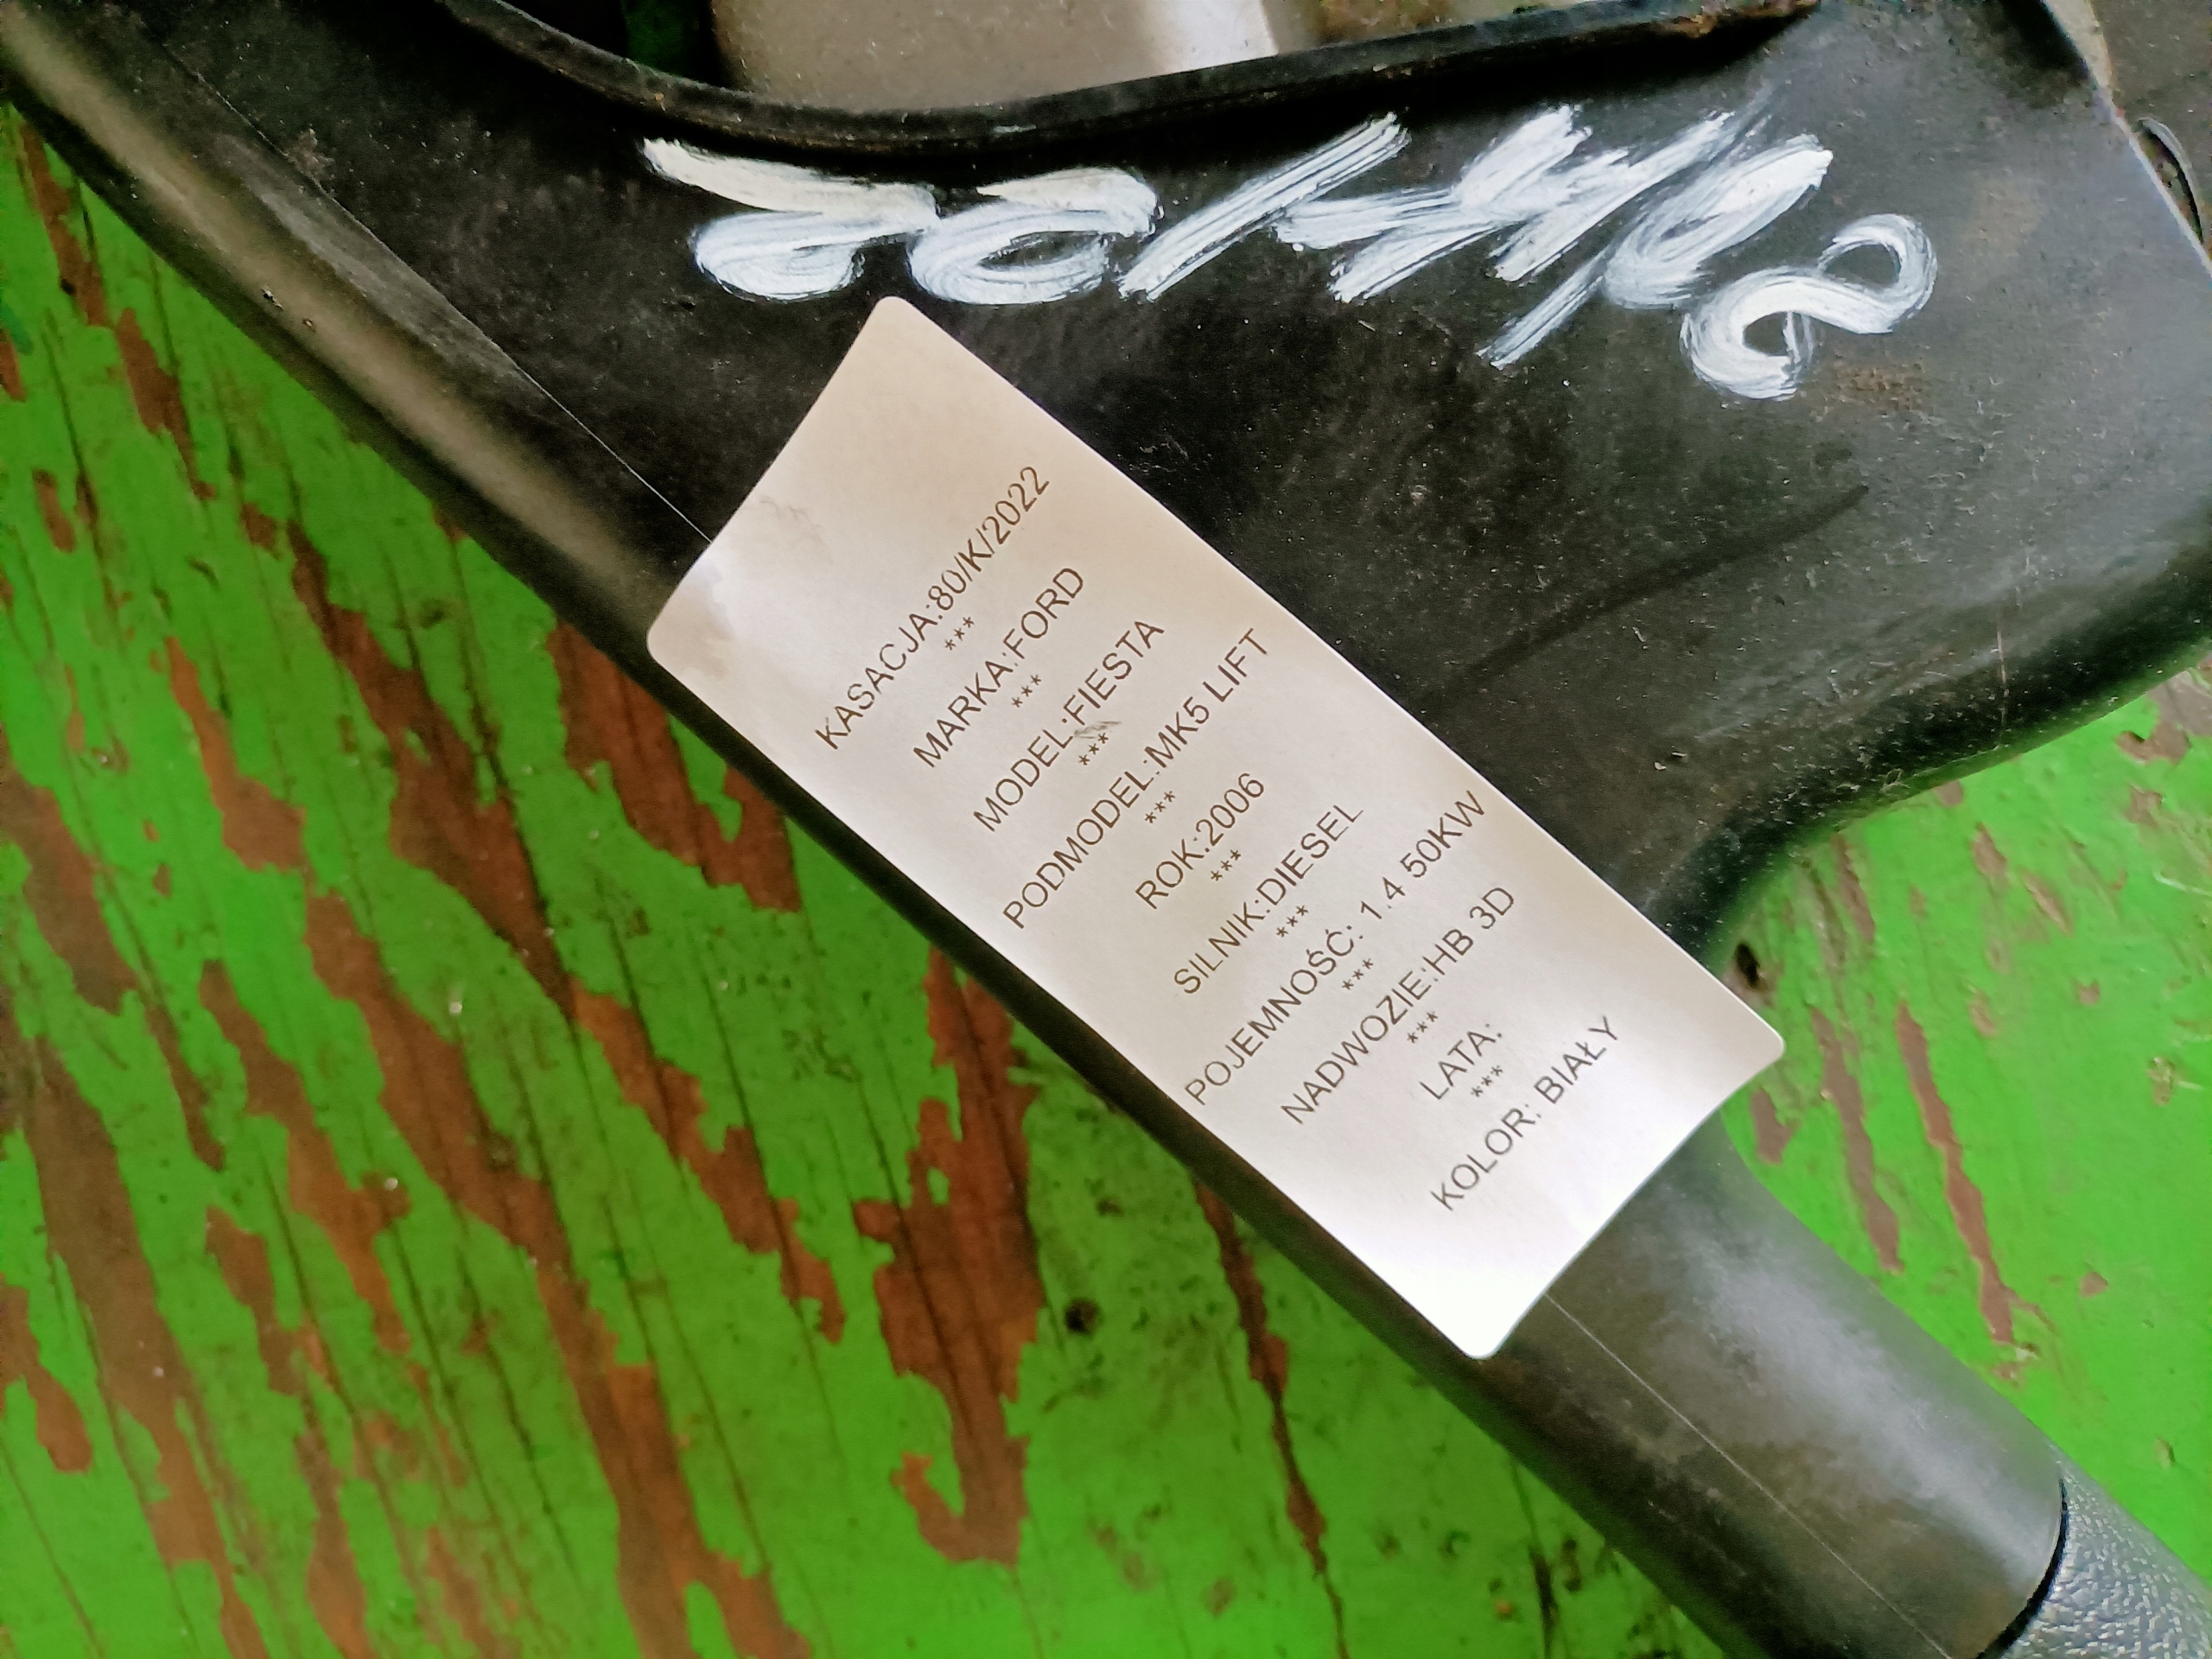 KASACJA:80/K/2022
***
MARKA:FORD
***
MODEL:FIESTA
***
PODMODEL:MK5 LIFT
***
ROK:2006
***
SILNIK:DIESEL
***
POJEMNOŚĆ: 1.4 50KW
***
NADWOZIE:HB 3D
***
LATA:
***
KOLOR: BIAŁY